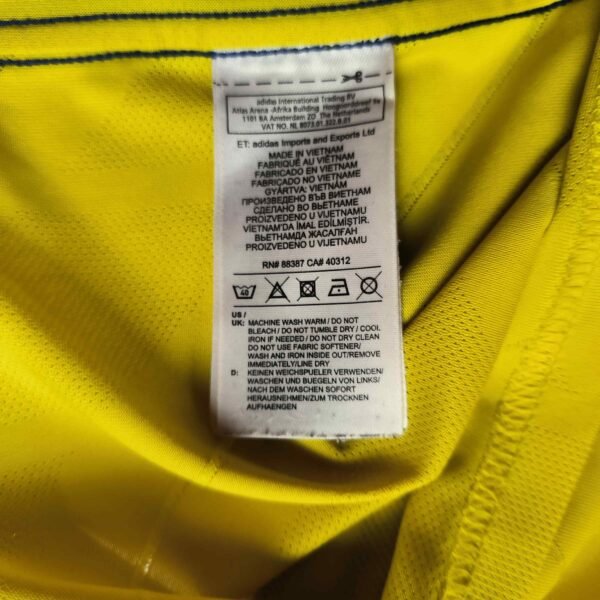 adidas International Trading BV
Atlas Arena -Afrika Building Hoogoorddreef 9a
1101 BA Amsterdam ZO The Netherlands
VAT NO. NL 8073.01.322.B.01
ET: adidas Imports and Exports Ltd
MADE IN VIETNAM
FABRIQUÉ AU VIÊTNAM
FABRICADO EN VIETNAM
FABRICADO NO VIETNAME
GYÁRTVA: VIETNÁM
ПРОИЗВЕДЕНО ВЪВ ВИЕТНАМ
СДЕЛАНО ВО ВЬЕТНАМЕ
PROIZVEDENO U VIJETNAMU
VİETNAM'DA İMAL EDİLMİŞTİR.
ВЬЕТНАМДА ЖАСАЛҒАН
PROIZVEDENO U VIJETNAMU
RN# 88387 CA# 40312
40
US /
UK: MACHINE WASH WARM / DO NOT
BLEACH / DO NOT TUMBLE DRY / COOL
IRON IF NEEDED / DO NOT DRY CLEAN
DO NOT USE FABRIC SOFTENER/
WASH AND IRON INSIDE OUT/REMOVE
IMMEDIATELY/LINE DRY
D: KEINEN WEICHSPUELER VERWENDEN/
WASCHEN UND BUEGELN VON LINKS/
NACH DEM WASCHEN SOFORT
HERAUSNEHMEN/ZUM TROCKNEN
AUFHAENGEN